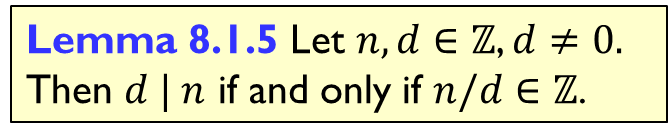 Lemma 8.1.5 Let n, d ∈ ℤ, d ≠ 0.
Then d ∣ n if and only if n/d ∈ ℤ.